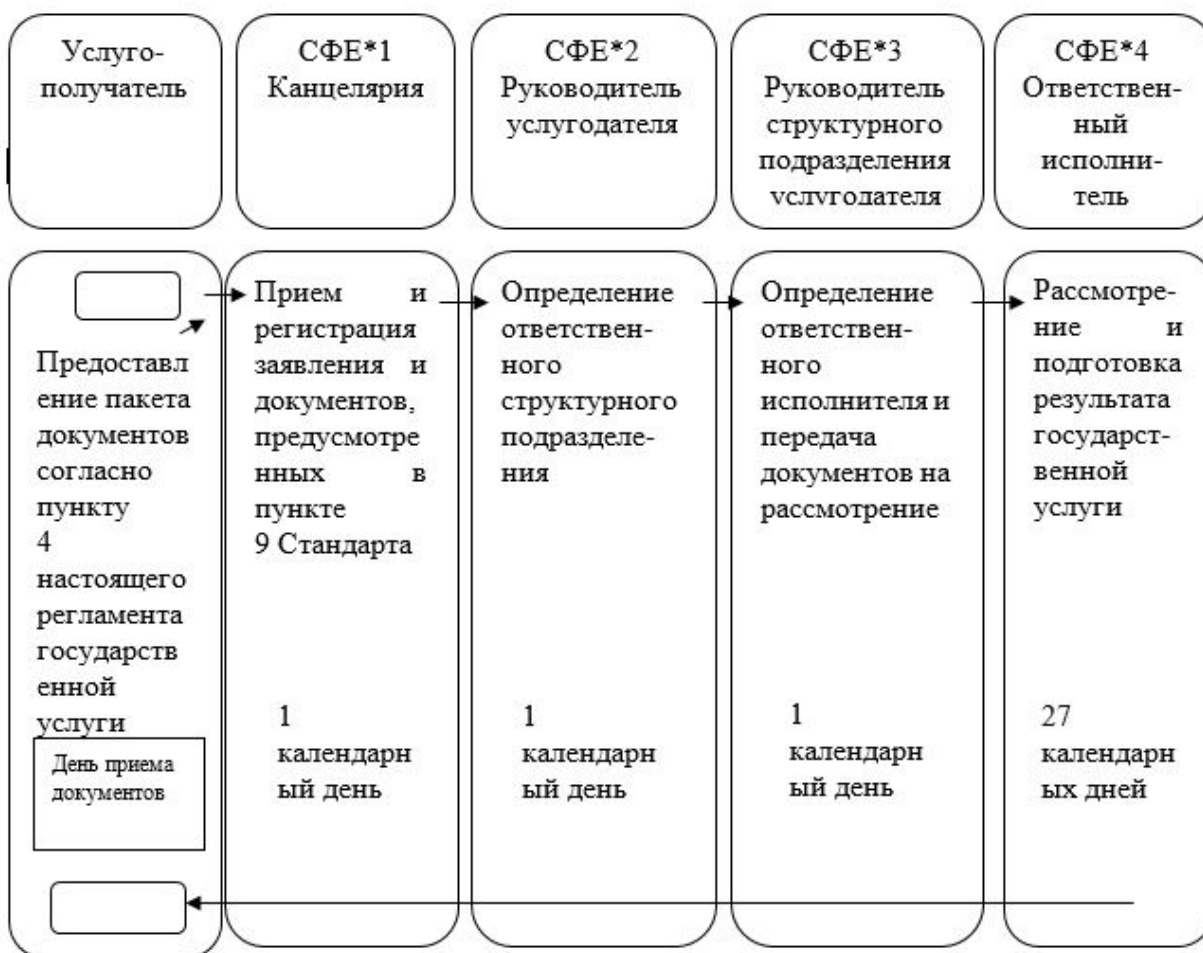 Услуго-
получатель
СФЕ*1
Канцелярия
СФЕ*2
Руководитель
услугодателя
СФЕ*3
Руководитель
структурного
подразделения
услугодателя
СФЕ*4
Ответствен-
ный
исполни-
тель
Предоставл
ение пакета
документов
согласно
пункту
4
настоящего
регламента
государств
енной
услуги
День приема
документов
Прием и
регистрация
заявления и
документов,
предусмотре
нных в
пункте
9 Стандарта
1
календарн
ый день
Определение
ответствен-
ного
структурного
подразделе-
ния
1
календарн
ый день
Определение
ответствен-
ного
исполнителя и
передача
документов на
рассмотрение
1
календарн
ый день
Рассмотре-
ние и
подготовка
результата
государст-
венной
услуги
27
календарн
ых дней